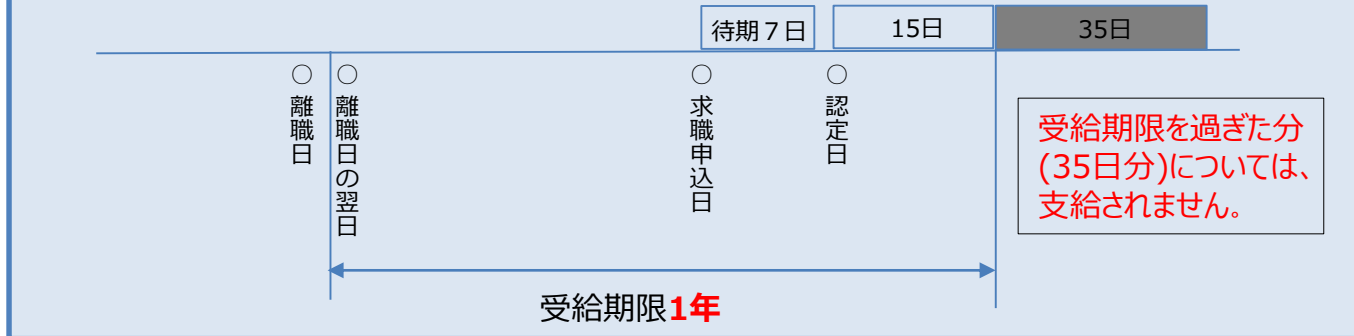 待期７日
15日
35日
○離職日
○離職日の翌日
○求職申込日
○認定日
受給期限を過ぎた分
(35日分)については、
支給されません。
受給期限1年